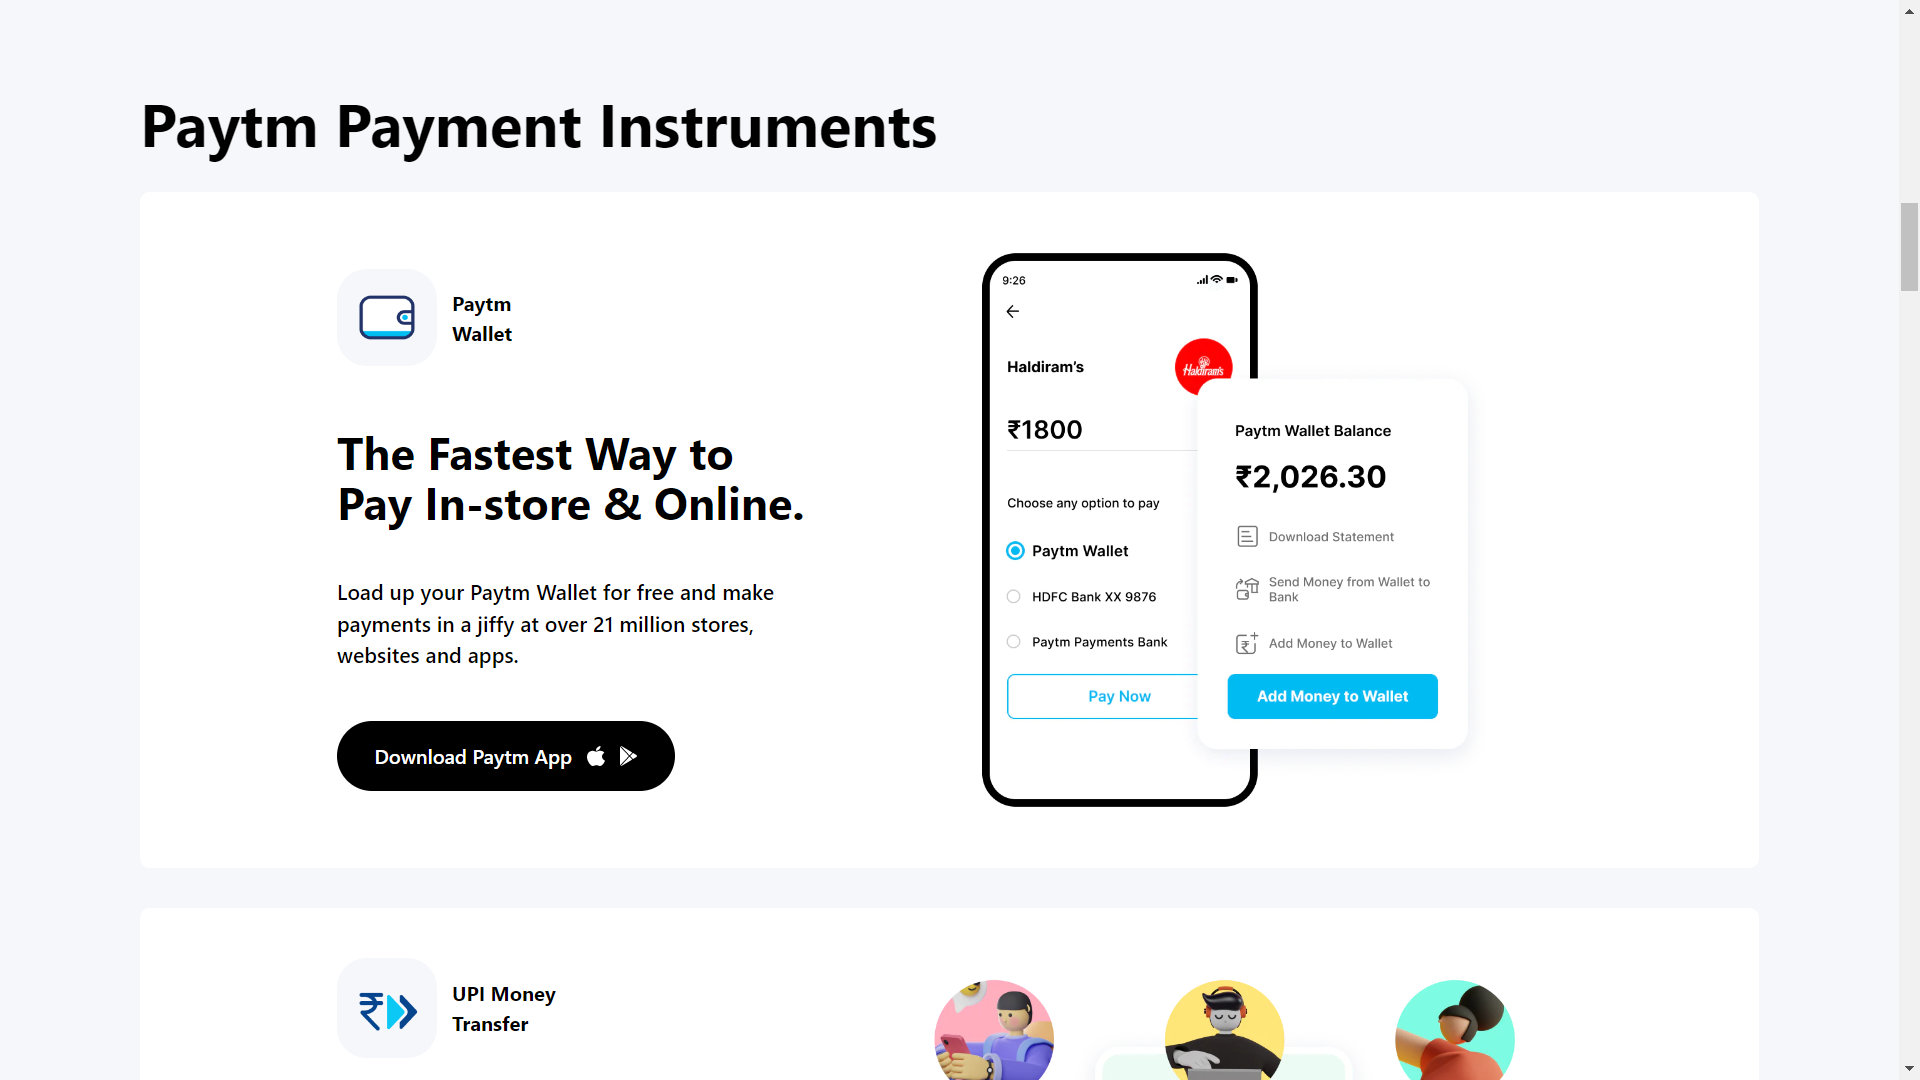 Paytm Payment Instruments
Paytm
Wallet
The Fastest Way to
Pay In-store & Online.
Load up your Paytm Wallet for free and make
payments in a jiffy at over 21 million stores,
websites and apps.
Download Paytm App
9:26
Haldiram's
Haldiram's
₹1800
Choose any option to pay
Paytm Wallet
HDFC Bank XX 9876
Paytm Payments Bank
Pay Now
Paytm Wallet Balance
₹2,026.30
Download Statement
Send Money from Wallet to
Bank
Add Money to Wallet
Add Money to Wallet
UPI Money
Transfer